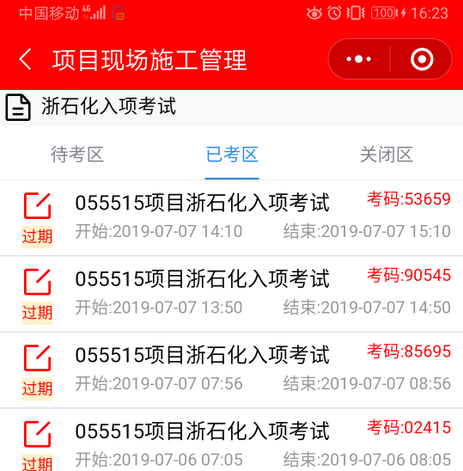 中国移动 4G 100 16:23
项目现场施工管理
浙石化入项考试
待考区 已考区 关闭区
055515项目浙石化入项考试 考码:53659
过期 开始:2019-07-07 14:10 结束:2019-07-07 15:10
055515项目浙石化入项考试 考码:90545
过期 开始:2019-07-07 13:50 结束:2019-07-07 14:50
055515项目浙石化入项考试 考码:85695
过期 开始:2019-07-07 07:56 结束:2019-07-07 08:56
055515项目浙石化入项考试 考码:02415
过期 开始:2019-07-06 07:05 结束:2019-07-06 08:05